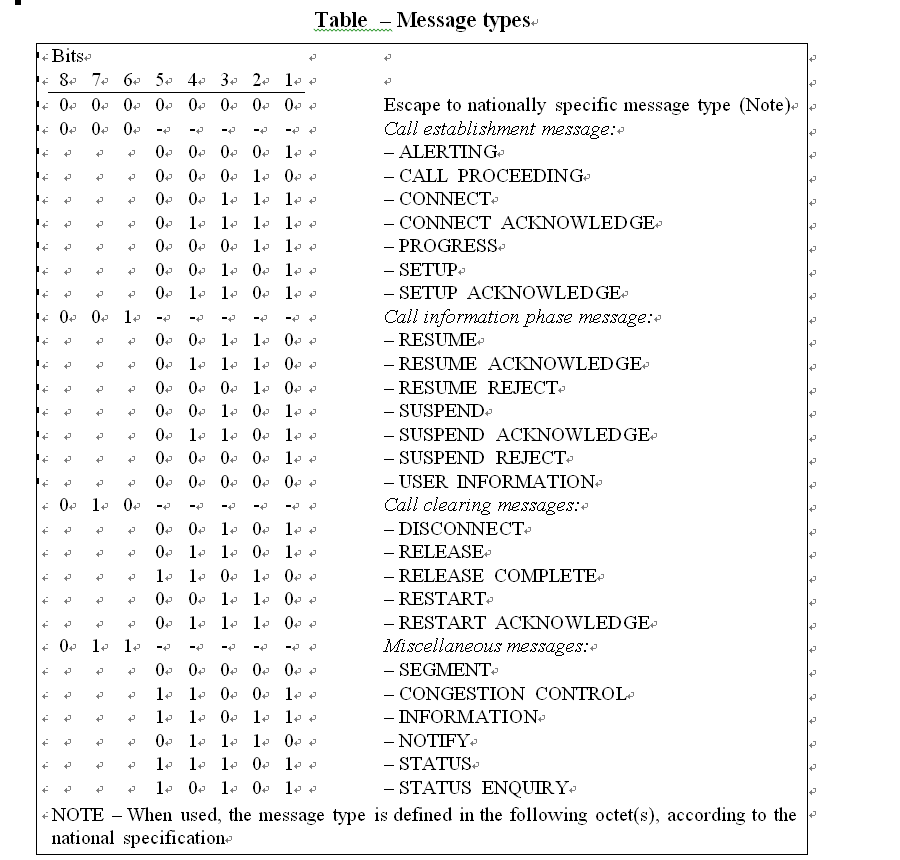 Table – Message types
Bits
8 7 6 5 4 3 2 1
0 0 0 0 0 0 0 0 Escape to nationally specific message type (Note)
0 0 0 - - - - - Call establishment message:
0 0 0 0 1 – ALERTING
0 0 0 1 0 – CALL PROCEEDING
0 0 1 1 1 – CONNECT
0 1 1 1 1 – CONNECT ACKNOWLEDGE
0 0 0 1 1 – PROGRESS
0 0 1 0 1 – SETUP
0 1 1 0 1 – SETUP ACKNOWLEDGE
0 0 1 - - - - - Call information phase message:
0 0 1 1 0 – RESUME
0 1 1 1 0 – RESUME ACKNOWLEDGE
0 0 0 1 0 – RESUME REJECT
0 0 1 0 1 – SUSPEND
0 1 1 0 1 – SUSPEND ACKNOWLEDGE
0 0 0 0 1 – SUSPEND REJECT
0 0 0 0 0 – USER INFORMATION
0 1 0 - - - - - Call clearing messages:
0 0 1 0 1 – DISCONNECT
0 1 1 0 1 – RELEASE
1 1 0 1 0 – RELEASE COMPLETE
0 0 1 1 0 – RESTART
0 1 1 1 0 – RESTART ACKNOWLEDGE
0 1 1 - - - - - Miscellaneous messages:
0 0 0 0 0 – SEGMENT
1 1 0 0 1 – CONGESTION CONTROL
1 1 0 1 1 – INFORMATION
0 1 1 1 0 – NOTIFY
1 1 1 0 1 – STATUS
1 0 1 0 1 – STATUS ENQUIRY
NOTE – When used, the message type is defined in the following octet(s), according to the
national specification